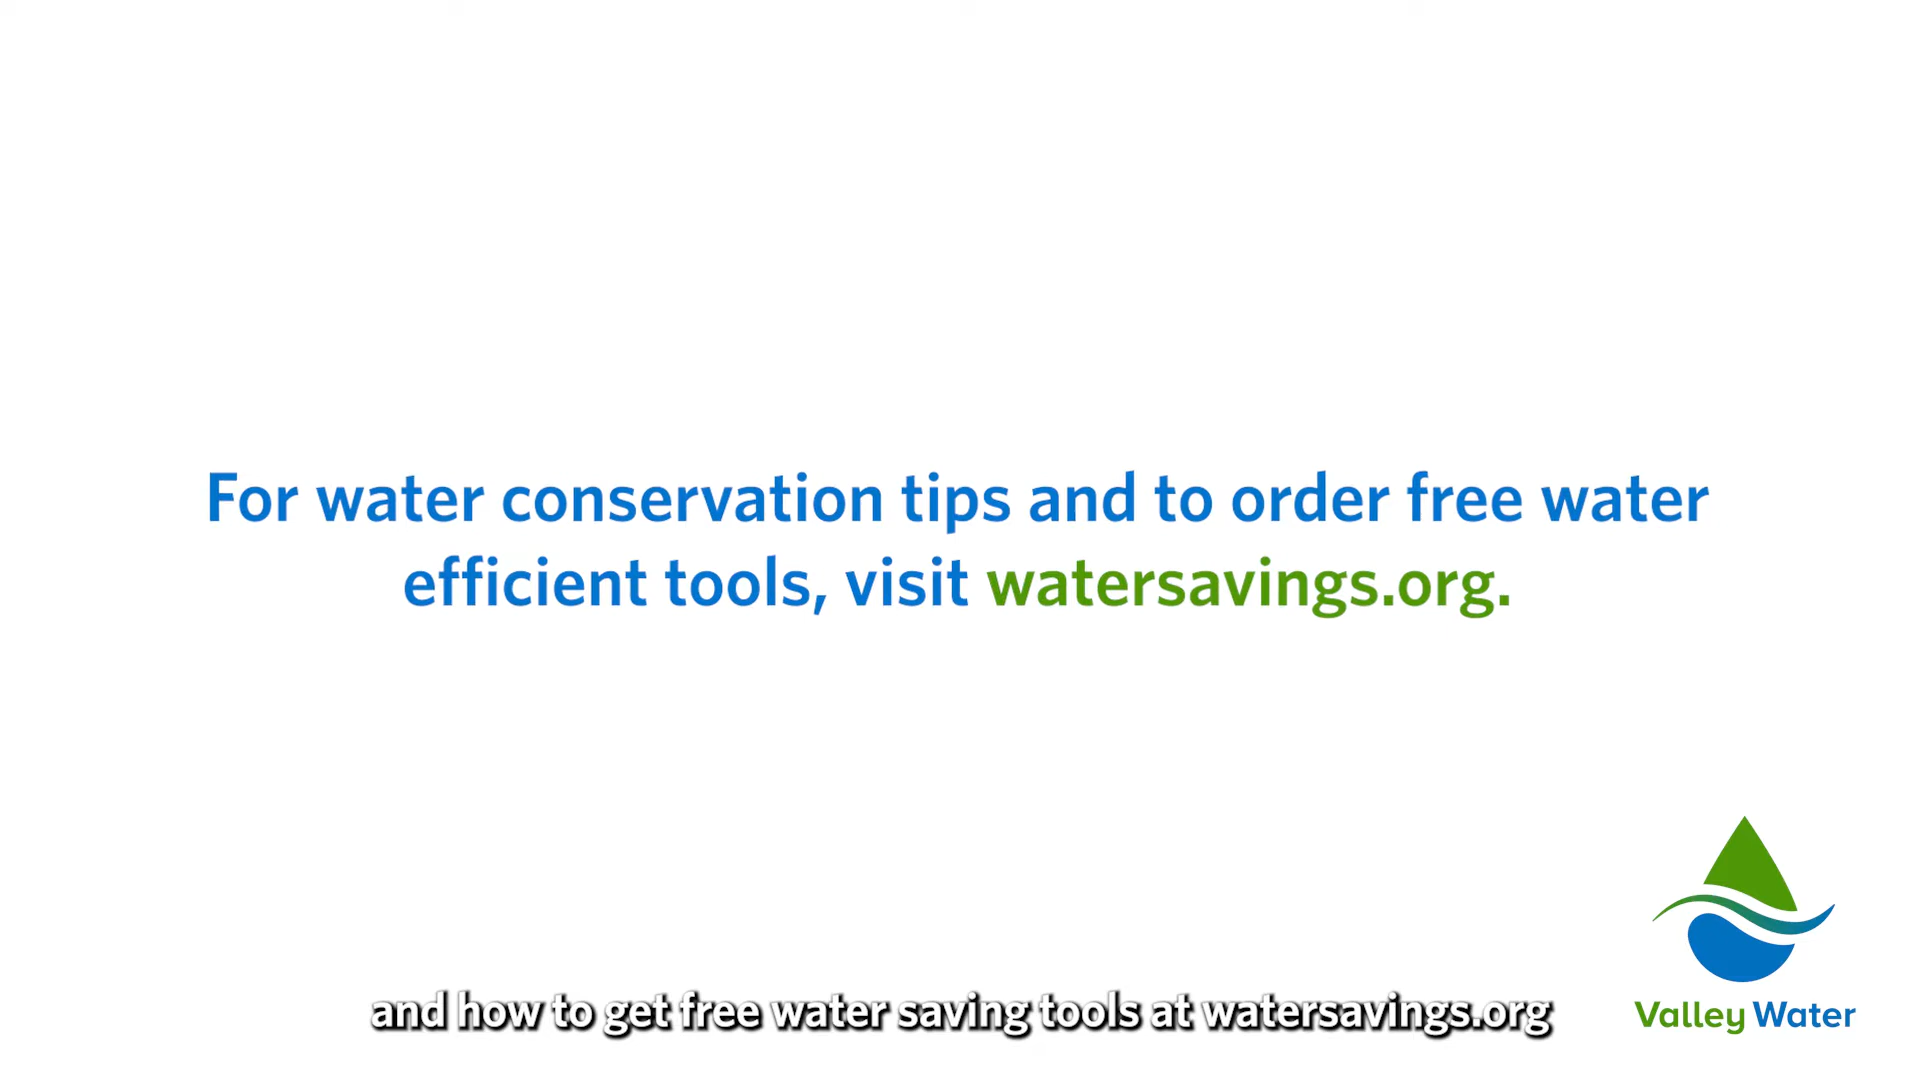 For water conservation tips and to order free water
efficient tools, visit watersavings.org.
and how to get free water saving tools at watersavings.org
Valley Water